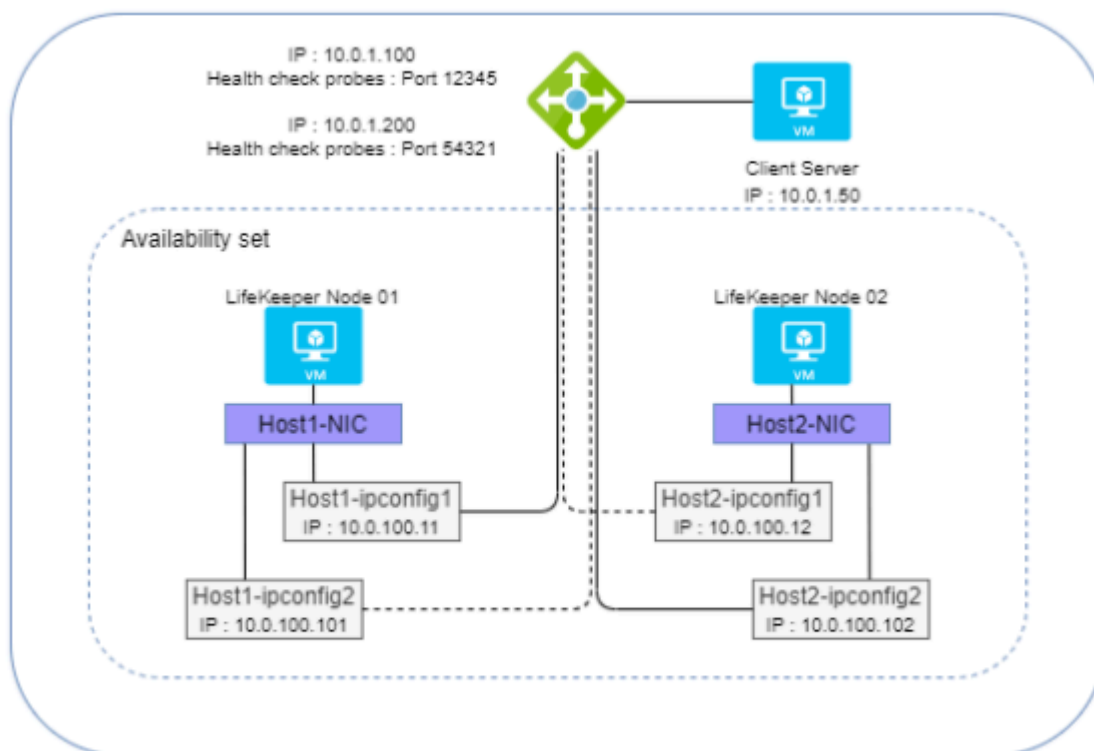 IP : 10.0.1.100
Health check probes : Port 12345
IP : 10.0.1.200
Health check probes : Port 54321
VM
Client Server
IP : 10.0.1.50
Availability set
LifeKeeper Node 01
VM
LifeKeeper Node 02
VM
Host1-NIC
Host2-NIC
Host1-ipconfig1
IP : 10.0.100.11
Host2-ipconfig1
IP : 10.0.100.12
Host1-ipconfig2
IP : 10.0.100.101
Host2-ipconfig2
IP : 10.0.100.102